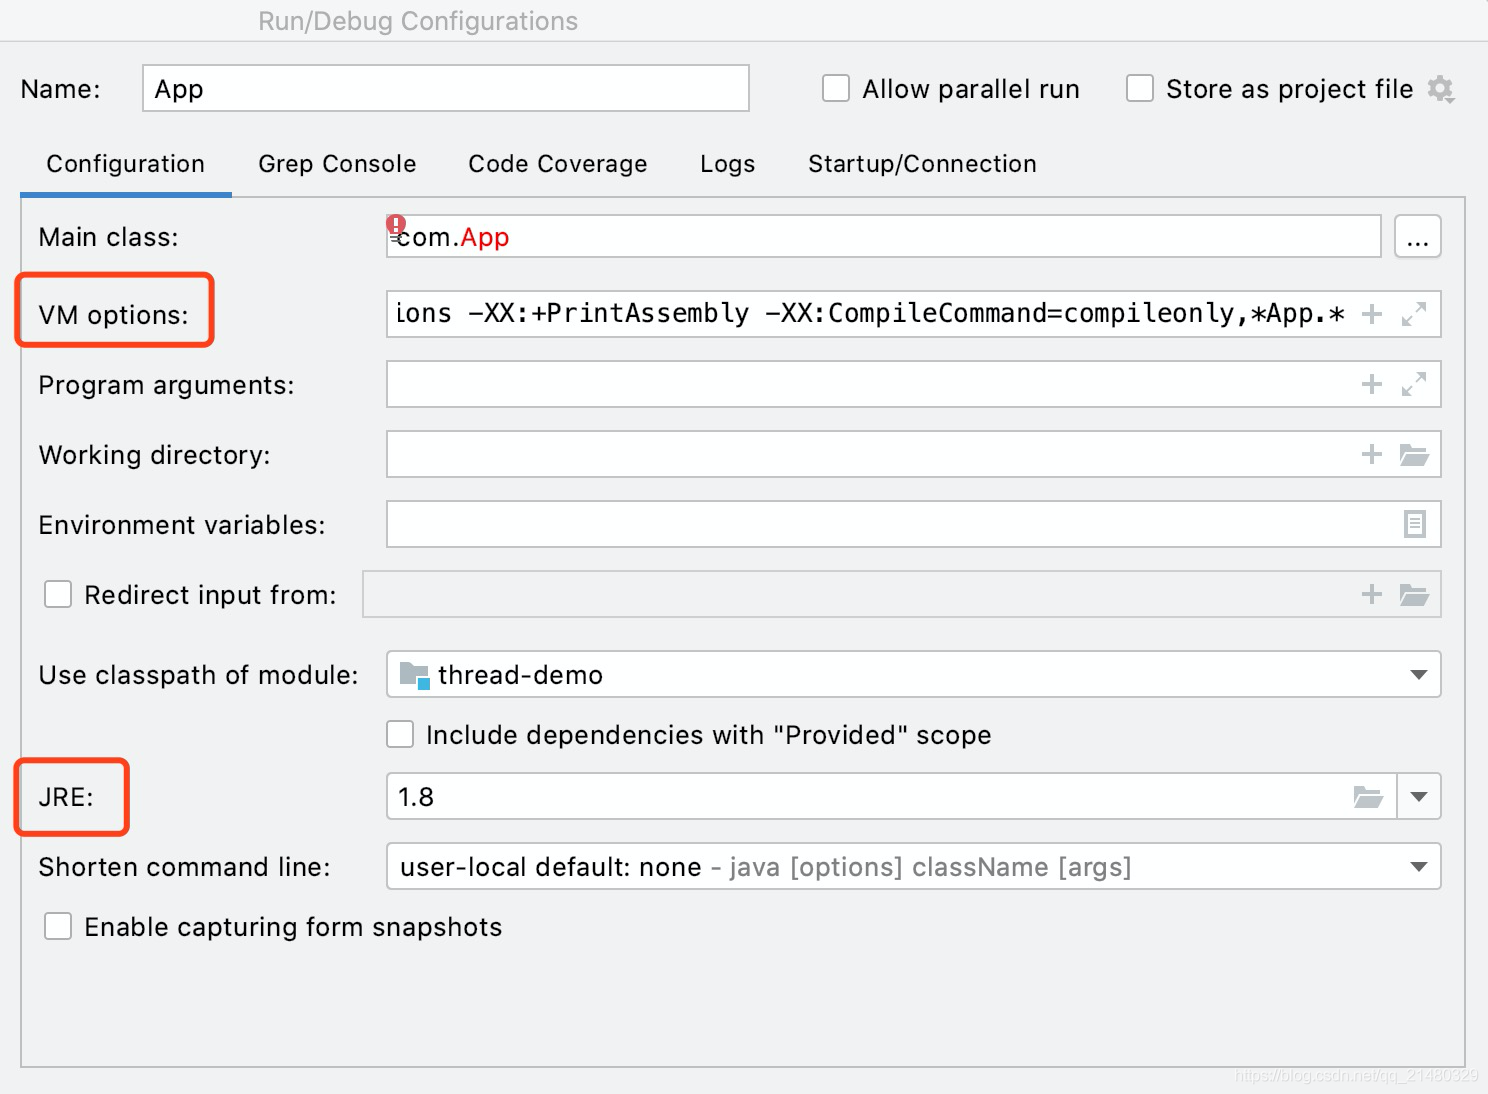 Run/Debug Configurations
Name: App Allow parallel run Store as project file
Configuration Grep Console Code Coverage Logs Startup/Connection
Main class: com.App ...
VM options: ions -XX:+PrintAssembly -XX:CompileCommand=compileonly,*App.*
Program arguments:
Working directory:
Environment variables:
Redirect input from:
Use classpath of module: thread-demo
Include dependencies with "Provided" scope
JRE: 1.8
Shorten command line: user-local default: none - java [options] className [args]
Enable capturing form snapshots
https://blog.csdn.net/qq_21480329